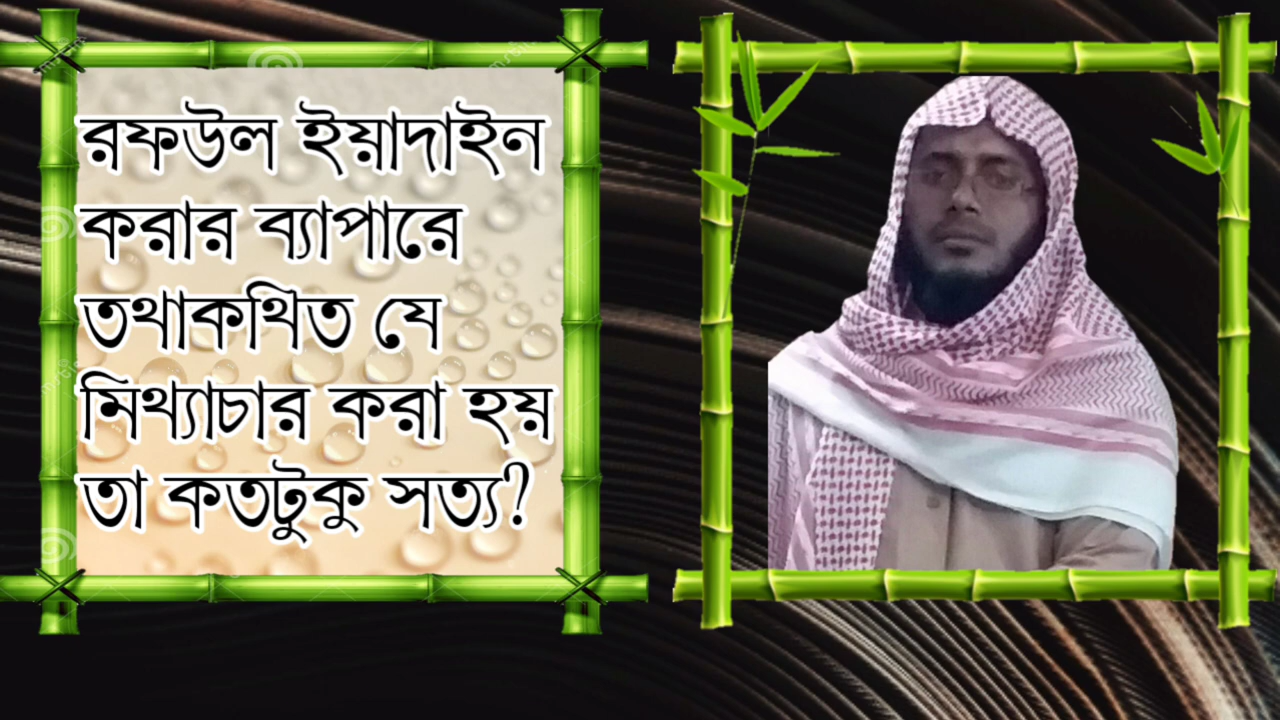 রফউল ইয়াদাইন
করার ব্যাপারে
তথাকথিত যে
মিথ্যাচার করা হয়
তা কতটুকু সত্য?